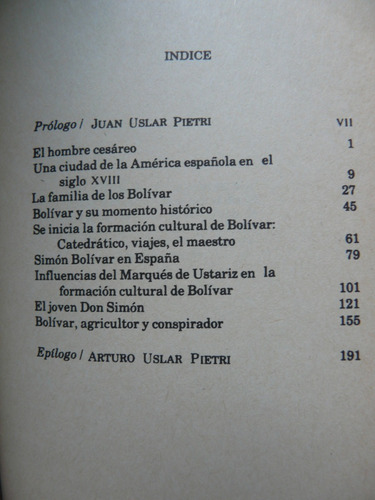 INDICE
Prólogo / JUAN USLAR PIETRI VII
El hombre cesáreo 1
Una ciudad de la América española en el
siglo XVIII 9
La familia de los Bolívar 27
Bolívar y su momento histórico 45
Se inicia la formación cultural de Bolívar:
Catedrático, viajes, el maestro 61
Simón Bolívar en España 79
Influencias del Marqués de Ustariz en la
formación cultural de Bolívar 101
El joven Don Simón 121
Bolívar, agricultor y conspirador 155
Epílogo / ARTURO USLAR PIETRI 191